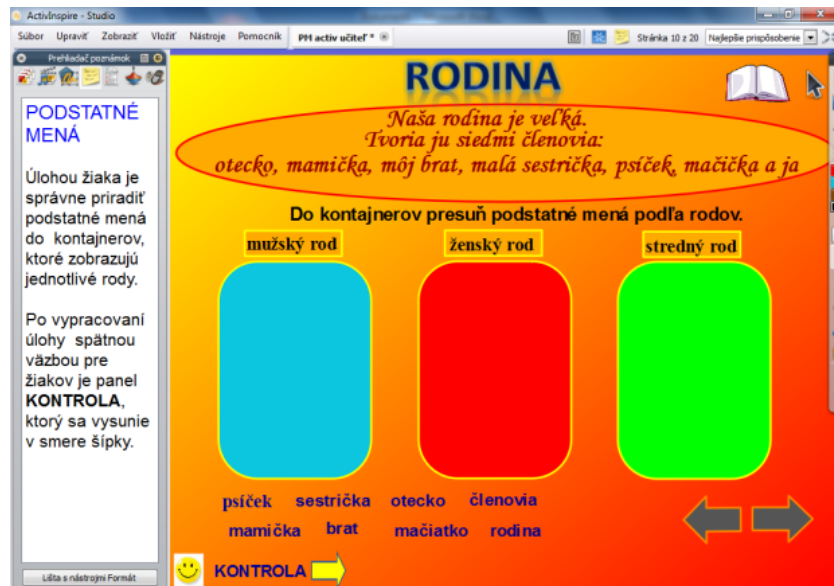 ActivInspire - Studio
Súbor Upraviť Zobraziť Vložiť Nástroje Pomocník PM activ učiteľ * Stránka 10 z 20 Najlepšie prispôsobenie
Prehliadač poznámok
PODSTATNÉ
MENÁ
Úlohou žiaka je
správne priradiť
podstatné mená
do kontajnerov,
ktoré zobrazujú
jednotlivé rody.
Po vypracovaní
úlohy spätnou
väzbou pre
žiakov je panel
KONTROLA,
ktorý sa vysunie
v smere šípky.
Lišta s nástrojmi Formát
RODINA
Naša rodina je veľká.
Tvoria ju siedmi členovia:
otecko, mamička, môj brat, malá sestrička, psíček, mačička a ja
Do kontajnerov presuň podstatné mená podľa rodov.
mužský rod ženský rod stredný rod
psíček sestrička otecko členovia
mamička brat mačiatko rodina
KONTROLA